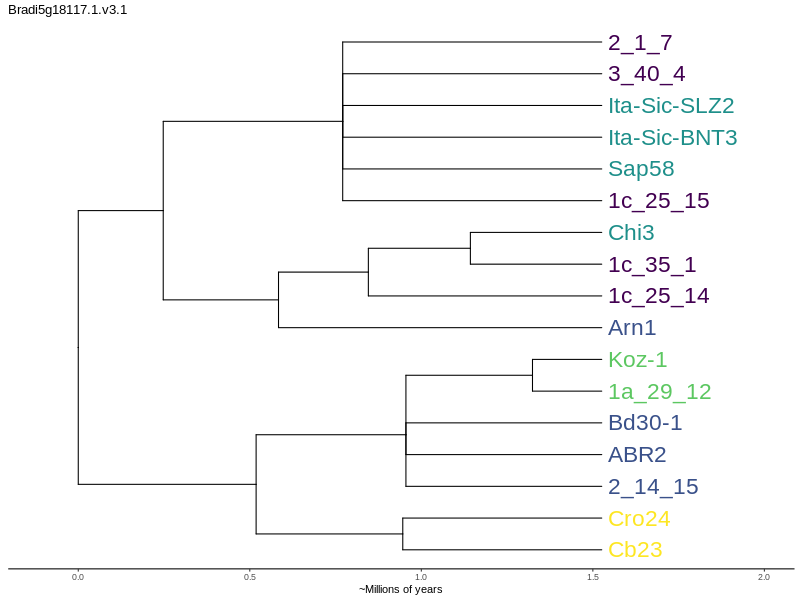 Bradi5g18117.1.v3.1
2_1_7
3_40_4
Ita-Sic-SLZ2
Ita-Sic-BNT3
Sap58
1c_25_15
Chi3
1c_35_1
1c_25_14
Arn1
Koz-1
1a_29_12
Bd30-1
ABR2
2_14_15
Cro24
Cb23
0.0 0.5 1.0 1.5 2.0
~Millions of years